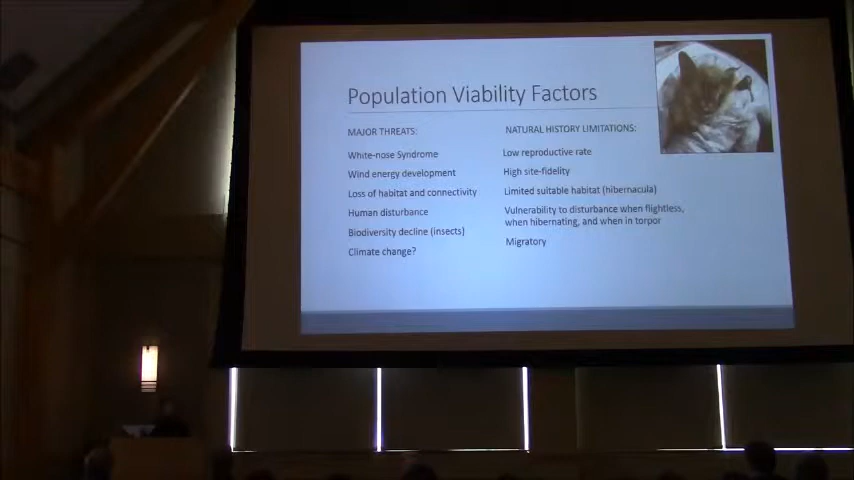 Population Viability Factors
MAJOR THREATS:
White-nose Syndrome
Wind energy development
Loss of habitat and connectivity
Human disturbance
Biodiversity decline (insects)
Climate change?
NATURAL HISTORY LIMITATIONS:
Low reproductive rate
High site-fidelity
Limited suitable habitat (hibernacula)
Vulnerability to disturbance when flightless,
when hibernating, and when in torpor
Migratory